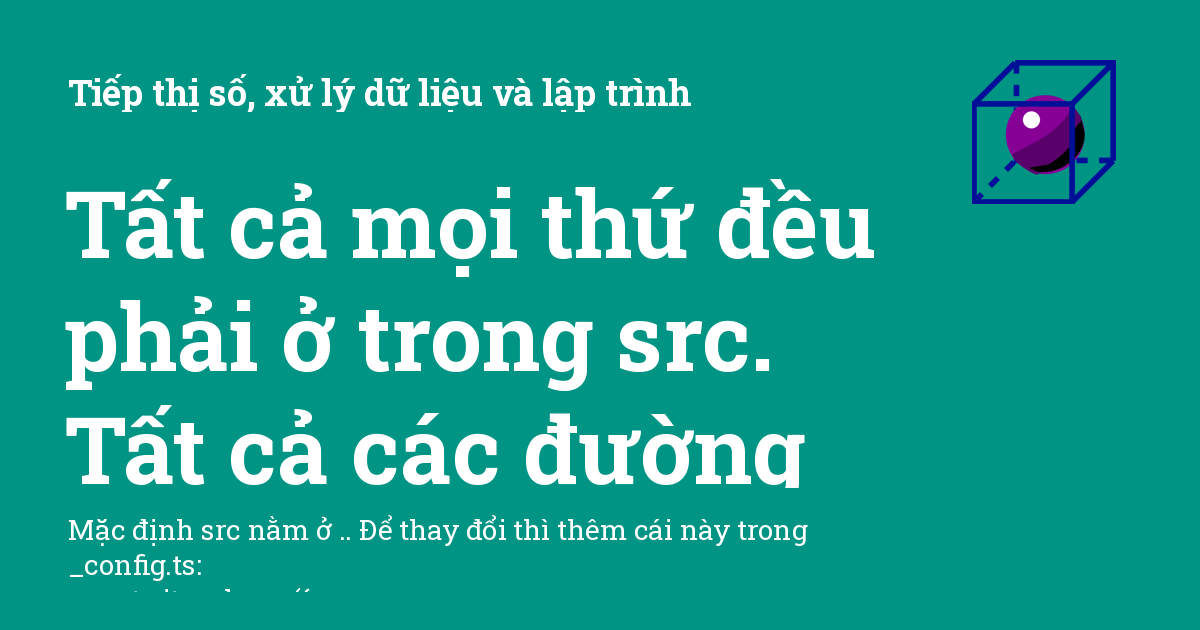 Tiếp thị số, xử lý dữ liệu và lập trình
Tất cả mọi thứ đều
phải ở trong src.
Tất cả các đường
Mặc định src nằm ở .. Để thay đổi thì thêm cái này trong
_config.ts: